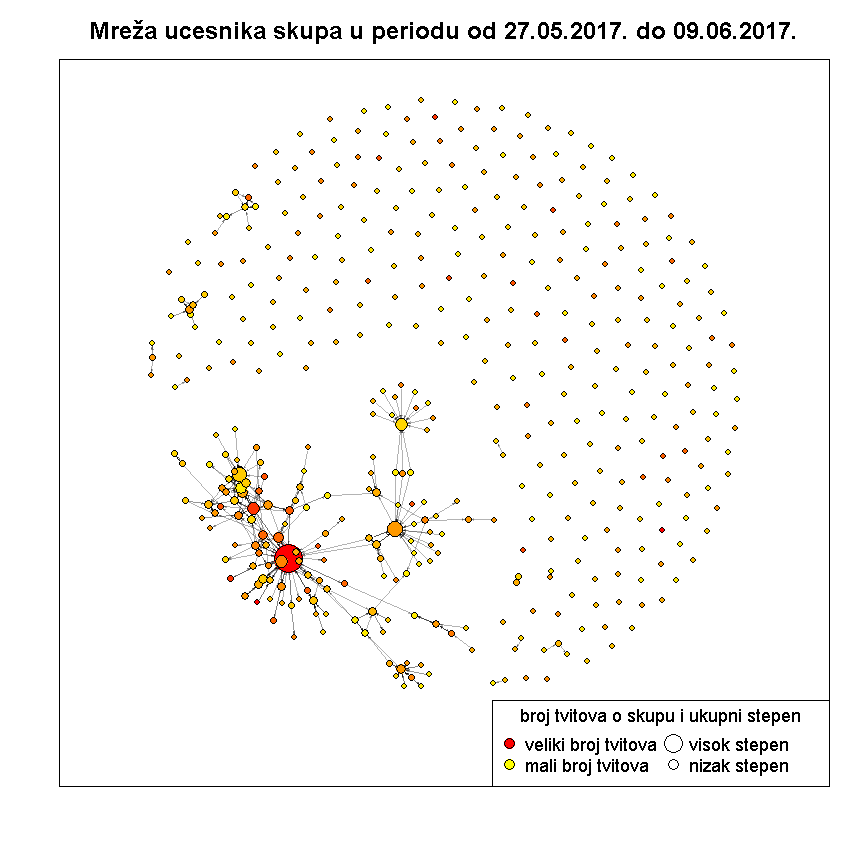 Mreža ucesnika skupa u periodu od 27.05.2017. do 09.06.2017.
broj tvitova o skupu i ukupni stepen
veliki broj tvitova visok stepen
mali broj tvitova nizak stepen